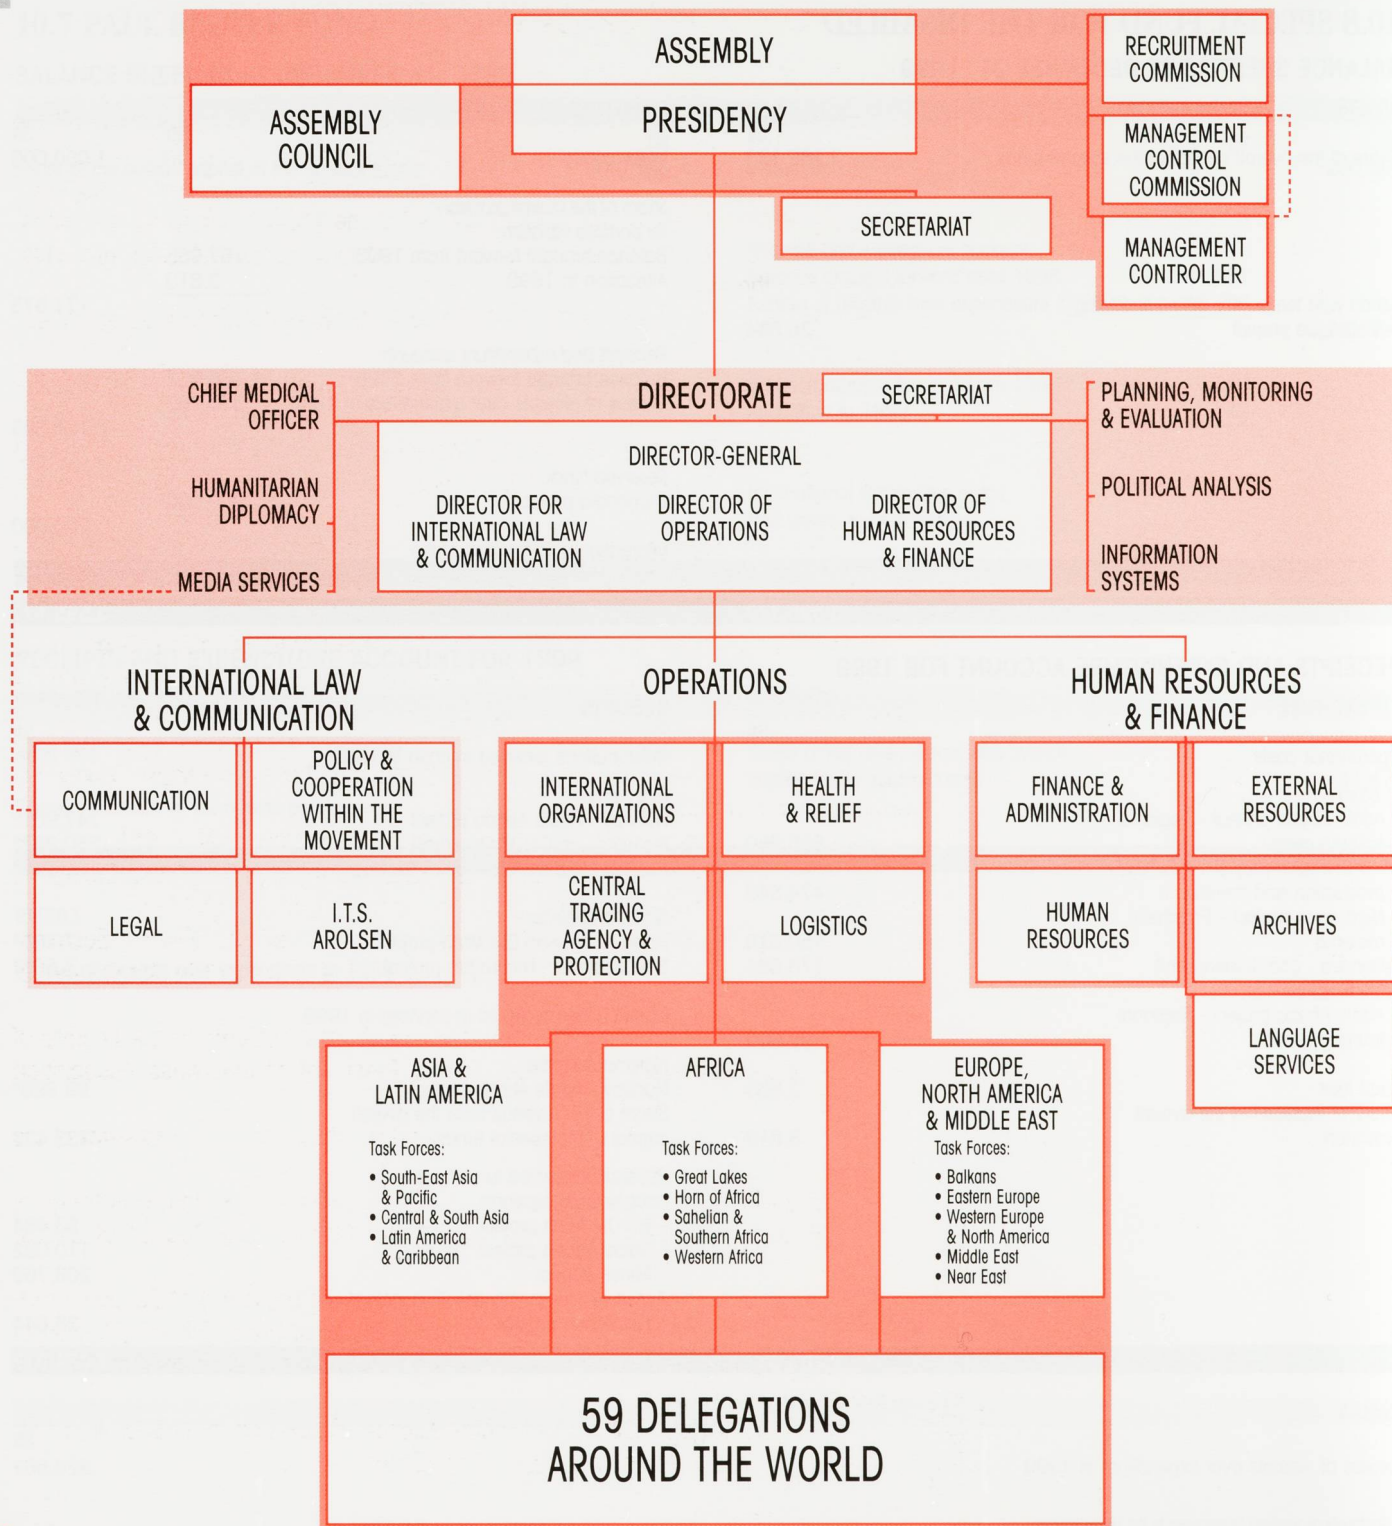 ASSEMBLY
PRESIDENCY
ASSEMBLY
COUNCIL
RECRUITMENT
COMMISSION
MANAGEMENT
CONTROL
COMMISSION
MANAGEMENT
CONTROLLER
SECRETARIAT
DIRECTORATE
SECRETARIAT
CHIEF MEDICAL
OFFICER
HUMANITARIAN
DIPLOMACY
MEDIA SERVICES
DIRECTOR-GENERAL
DIRECTOR FOR
INTERNATIONAL LAW
& COMMUNICATION
DIRECTOR OF
OPERATIONS
DIRECTOR OF
HUMAN RESOURCES
& FINANCE
PLANNING, MONITORING
& EVALUATION
POLITICAL ANALYSIS
INFORMATION
SYSTEMS
INTERNATIONAL LAW
& COMMUNICATION
COMMUNICATION
POLICY &
COOPERATION
WITHIN THE
MOVEMENT
LEGAL
I.T.S.
AROLSEN
OPERATIONS
INTERNATIONAL
ORGANIZATIONS
HEALTH
& RELIEF
CENTRAL
TRACING
AGENCY &
PROTECTION
LOGISTICS
HUMAN RESOURCES
& FINANCE
FINANCE &
ADMINISTRATION
EXTERNAL
RESOURCES
HUMAN
RESOURCES
ARCHIVES
LANGUAGE
SERVICES
ASIA &
LATIN AMERICA
Task Forces:
• South-East Asia
& Pacific
• Central & South Asia
• Latin America
& Caribbean
AFRICA
Task Forces:
• Great Lakes
• Horn of Africa
• Sahelian &
Southern Africa
• Western Africa
EUROPE,
NORTH AMERICA
& MIDDLE EAST
Task Forces:
• Balkans
• Eastern Europe
• Western Europe
& North America
• Middle East
• Near East
59 DELEGATIONS
AROUND THE WORLD